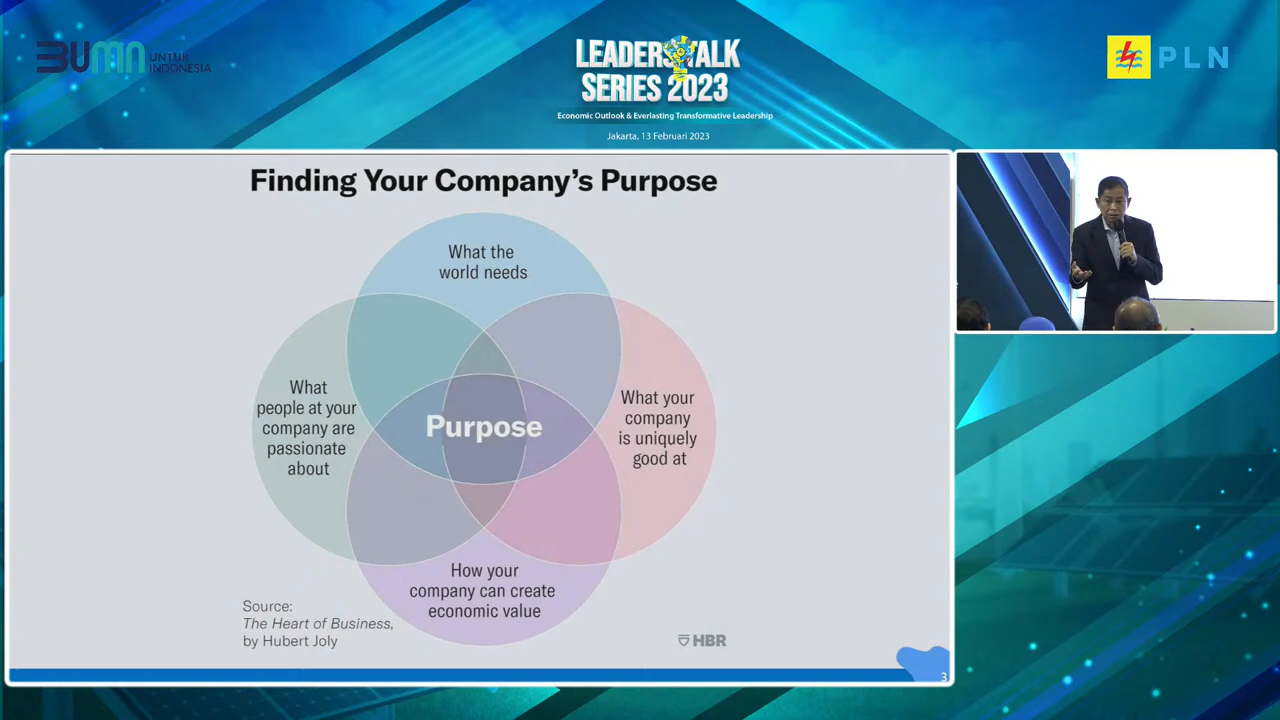 BUMN UNTUR
INDONESIA
LEADERSTALK
SERIES 2023
Economic Outlook & Everlasting Transformative Leadership
Jakarta, 13 Februari 2023
PLN
Finding Your Company's Purpose
What the
world needs
What
people at your
company are
passionate
about
Purpose
What your
company
is uniquely
good at
How your
company can create
economic value
Source:
The Heart of Business,
by Hubert Joly
HBR
3